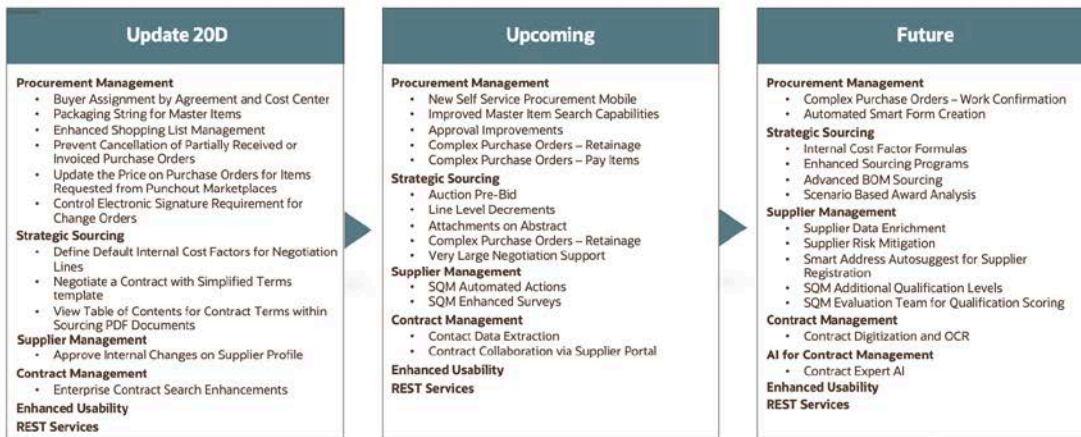 Update 20D
Procurement Management
• Buyer Assignment by Agreement and Cost Center
• Packaging String for Master Items
• Enhanced Shopping List Management
• Prevent Cancellation of Partially Received or
Invoiced Purchase Orders
• Update the Price on Purchase Orders for Items
Requested from Punchout Marketplaces
• Control Electronic Signature Requirement for
Change Orders
Strategic Sourcing
• Define Default Internal Cost Factors for Negotiation
Lines
• Negotiate a Contract with Simplified Terms
template
• View Table of Contents for Contract Terms within
Sourcing PDF Documents
Supplier Management
• Approve Internal Changes on Supplier Profile
Contract Management
• Enterprise Contract Search Enhancements
Enhanced Usability
REST Services
Upcoming
Procurement Management
• New Self Service Procurement Mobile
• Improved Master Item Search Capabilities
• Approval Improvements
• Complex Purchase Orders – Retainage
• Complex Purchase Orders – Pay Items
Strategic Sourcing
• Auction Pre-Bid
• Line Level Decrements
• Attachments on Abstract
• Complex Purchase Orders – Retainage
• Very Large Negotiation Support
Supplier Management
• SQM Automated Actions
• SQM Enhanced Surveys
Contract Management
• Contact Data Extraction
• Contract Collaboration via Supplier Portal
Enhanced Usability
REST Services
Future
Procurement Management
• Complex Purchase Orders – Work Confirmation
• Automated Smart Form Creation
Strategic Sourcing
• Internal Cost Factor Formulas
• Enhanced Sourcing Programs
• Advanced BOM Sourcing
• Scenario Based Award Analysis
Supplier Management
• Supplier Data Enrichment
• Supplier Risk Mitigation
• Smart Address Autosuggest for Supplier
Registration
• SQM Additional Qualification Levels
• SQM Evaluation Team for Qualification Scoring
Contract Management
• Contract Digitization and OCR
AI for Contract Management
• Contract Expert AI
Enhanced Usability
REST Services